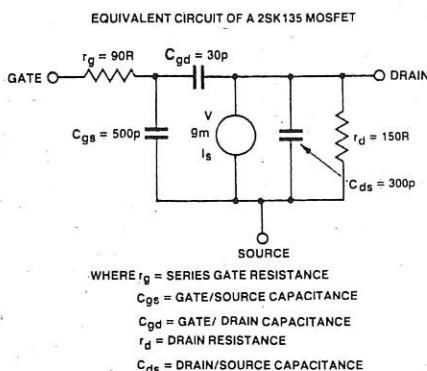 EQUIVALENT CIRCUIT OF A 2SK135 MOSFET
rg = 90R
Cgd = 30p
GATE
DRAIN
V
gm
Is
Cgs = 500p
rd = 150R
Cds = 300p
SOURCE
WHERE rg = SERIES GATE RESISTANCE
Cgs = GATE/SOURCE CAPACITANCE
Cgd = GATE/ DRAIN CAPACITANCE
rd = DRAIN RESISTANCE
Cds = DRAIN/SOURCE CAPACITANCE